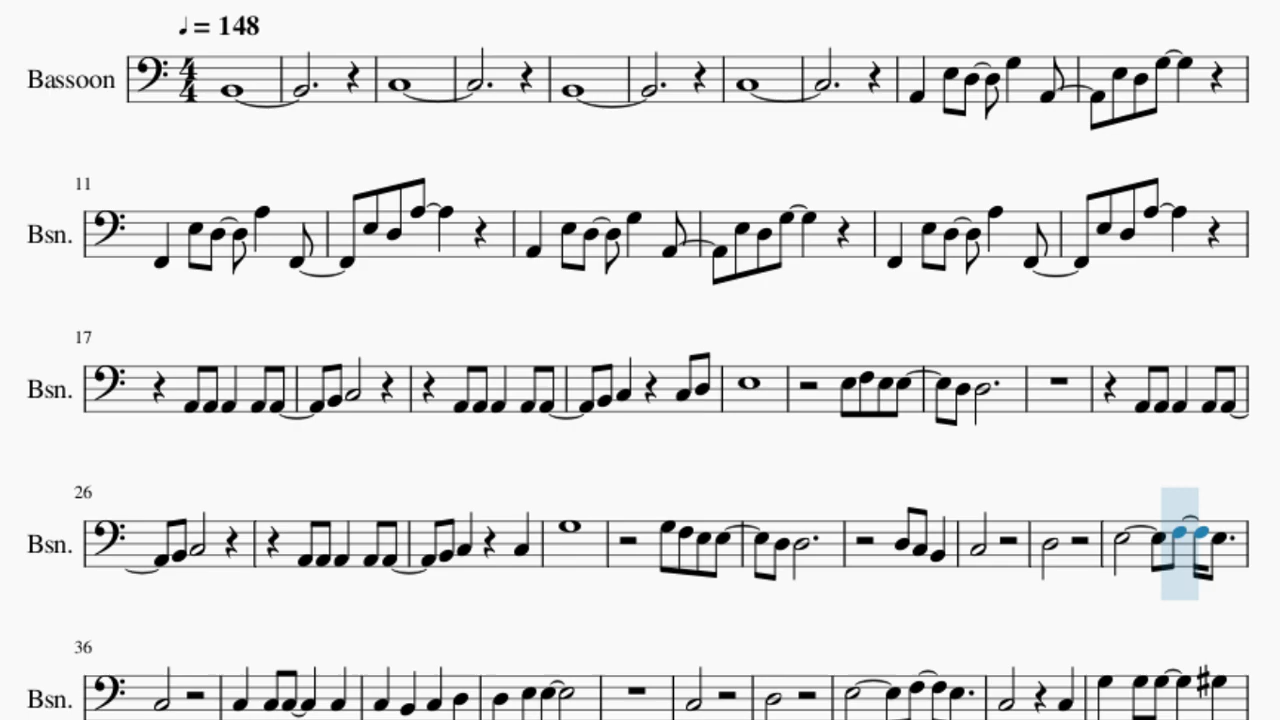 ♩ = 148
Bassoon
4
4
11
Bsn.
17
Bsn.
26
Bsn.
36
Bsn.